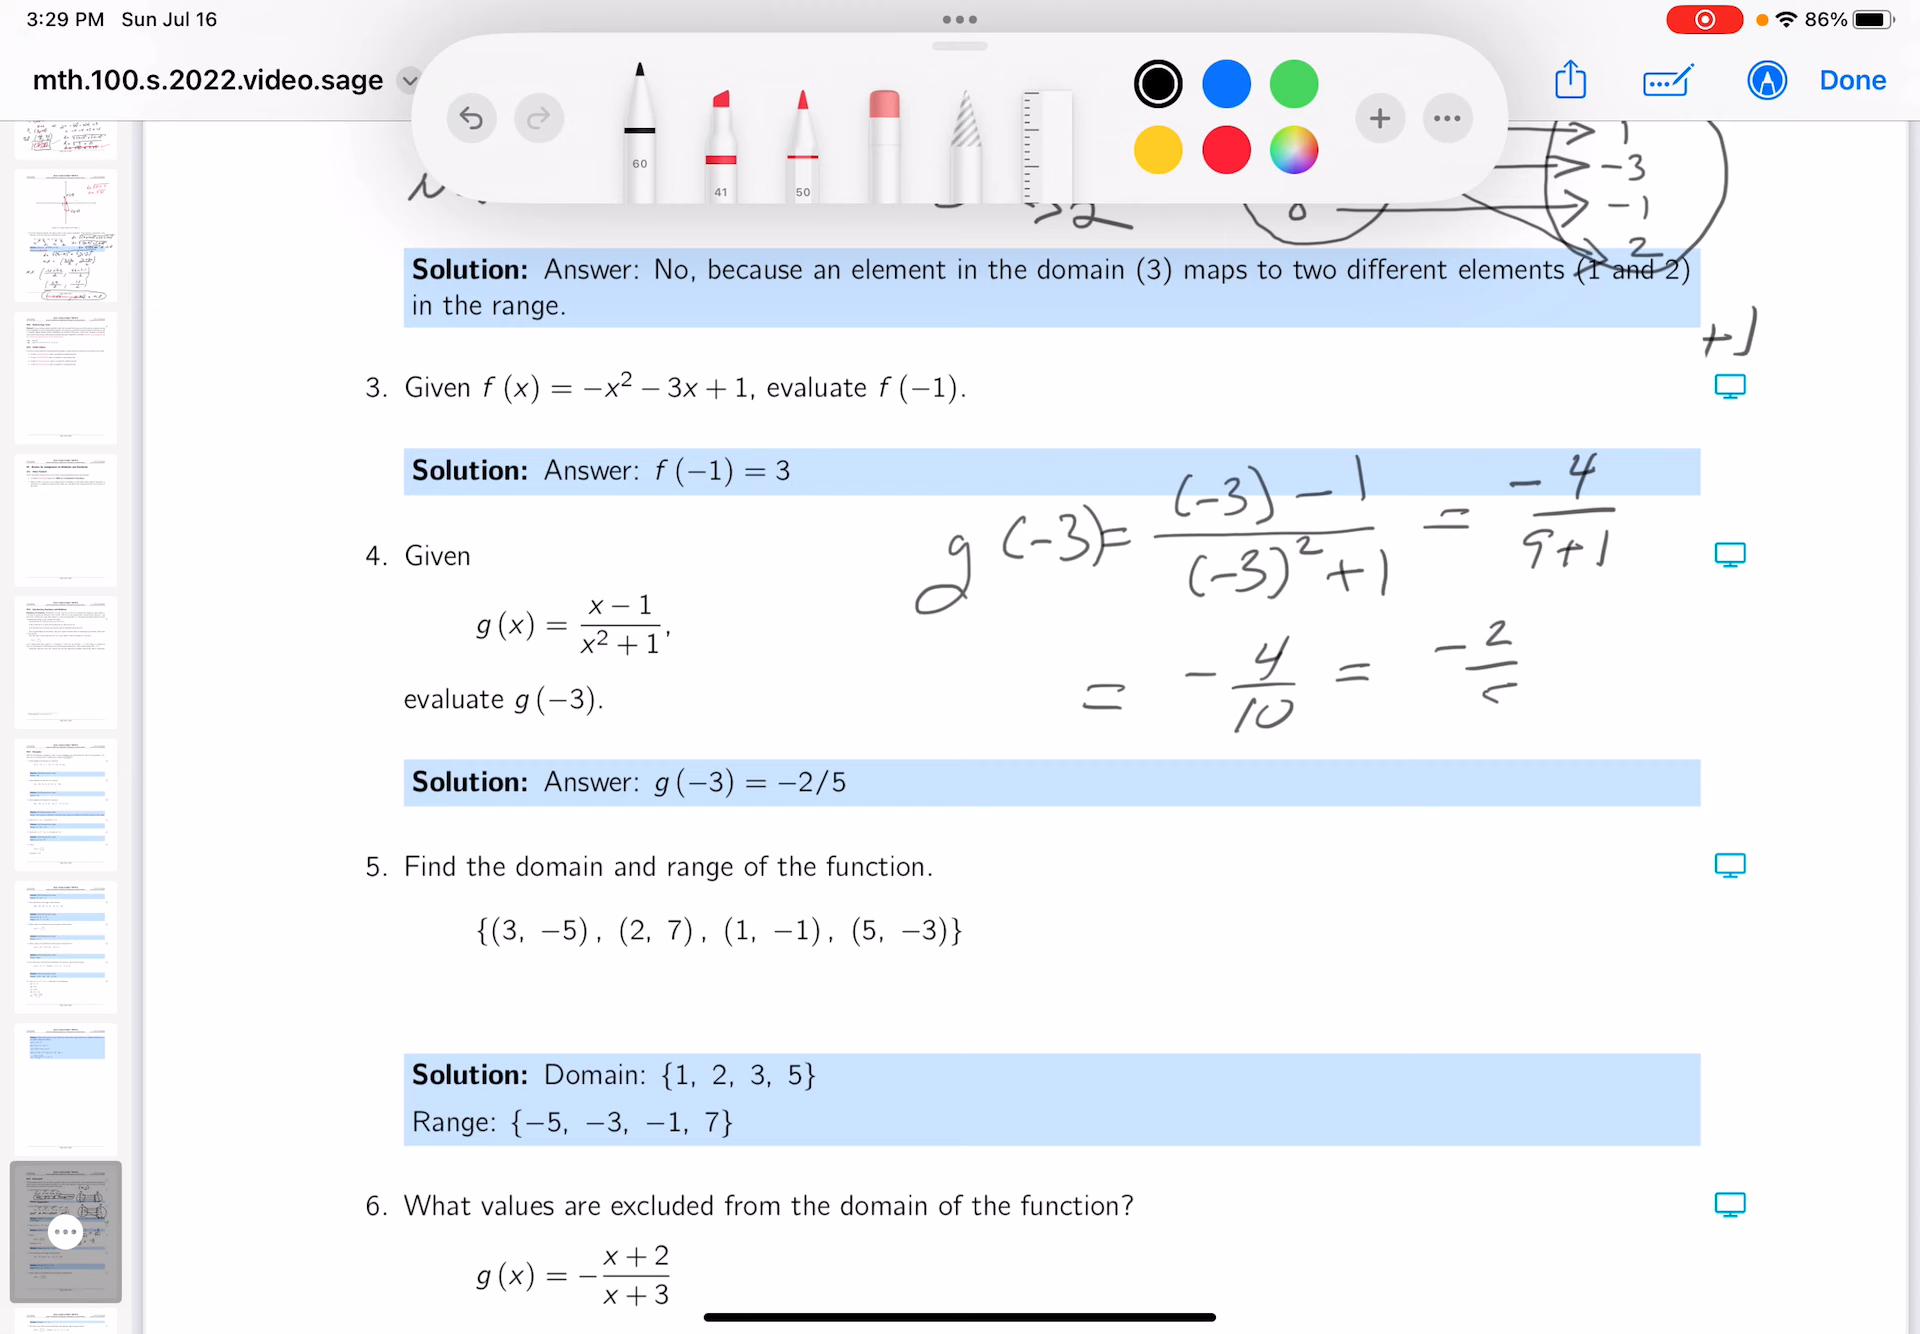 3:29 PM Sun Jul 16
86%
mth.100.s.2022.video.sage
Done
60
41
50
1
-3
-1
2
0
Solution: Answer: No, because an element in the domain (3) maps to two different elements (1 and 2)
in the range.
+1
3. Given f (x) = −x² − 3x + 1, evaluate f (−1).
Solution: Answer: f (−1) = 3
g(-3) = (-3) - 1 / (-3)² + 1 = -4 / 9+1
= -4/10 = -2/5
4. Given
g (x) = x − 1 / x² + 1,
evaluate g (−3).
Solution: Answer: g (−3) = −2/5
5. Find the domain and range of the function.
{(3, −5), (2, 7), (1, −1), (5, −3)}
Solution: Domain: {1, 2, 3, 5}
Range: {−5, −3, −1, 7}
6. What values are excluded from the domain of the function?
g (x) = − x + 2 / x + 3